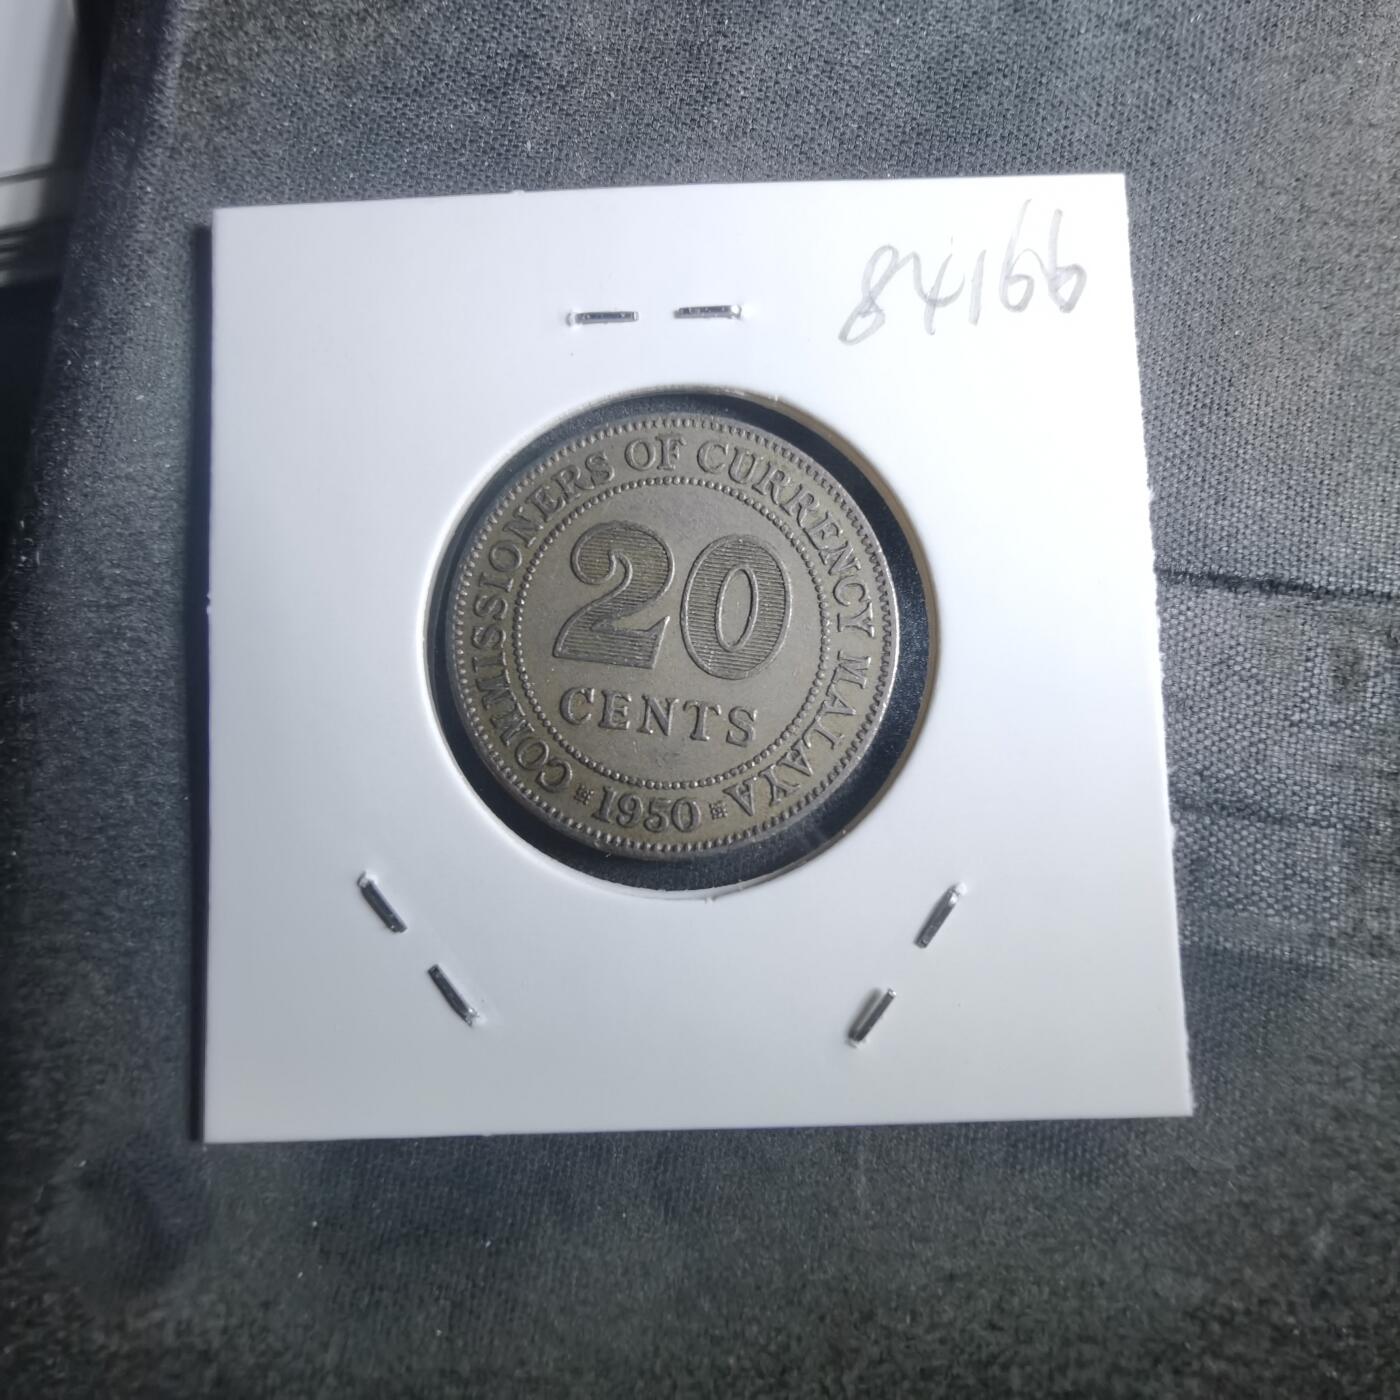 84166
COMMISSIONERS OF CURRENCY MALAYA
20
CENTS
1950